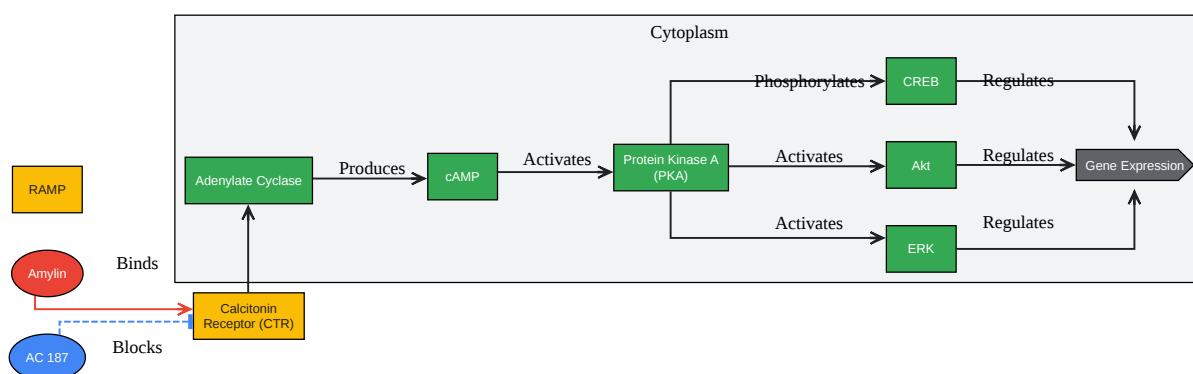 Cytoplasm
Phosphorylates
CREB
Regulates
Adenylate Cyclase
Produces
cAMP
Activates
Protein Kinase A
(PKA)
Activates
Akt
Regulates
Gene Expression
RAMP
Activates
ERK
Regulates
Amylin
Binds
Calcitonin
Receptor (CTR)
AC 187
Blocks